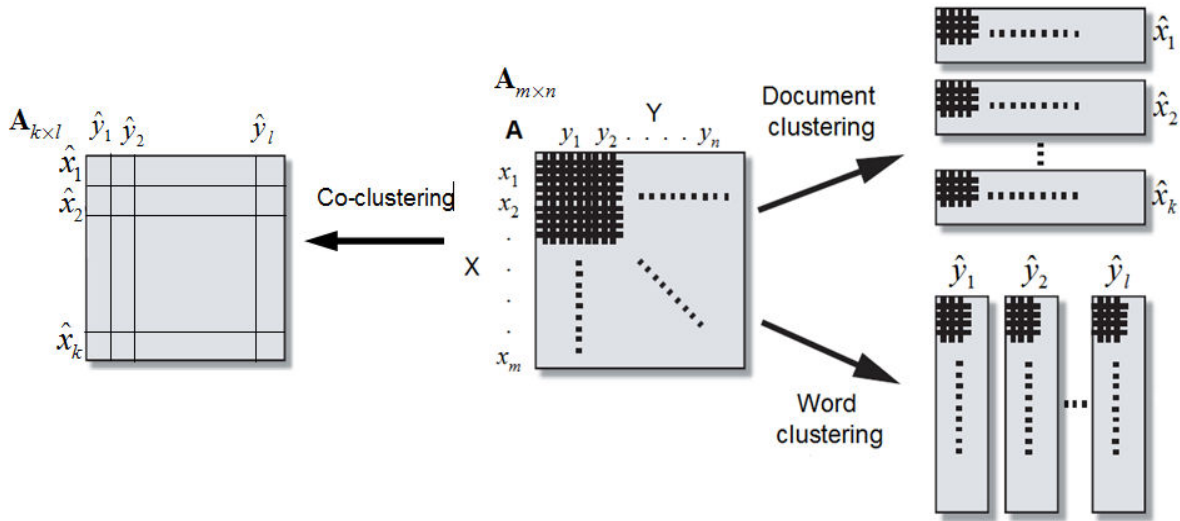 A_{k×l}
ŷ_1 ŷ_2 ŷ_l
x̂_1
x̂_2
x̂_k
Co-clustering
A_{m×n}
Y
A y_1 y_2 . . . . y_n
x_1
x_2
.
X .
.
.
x_m
Document
clustering
x̂_1
x̂_2
x̂_k
Word
clustering
ŷ_1 ŷ_2 ŷ_l